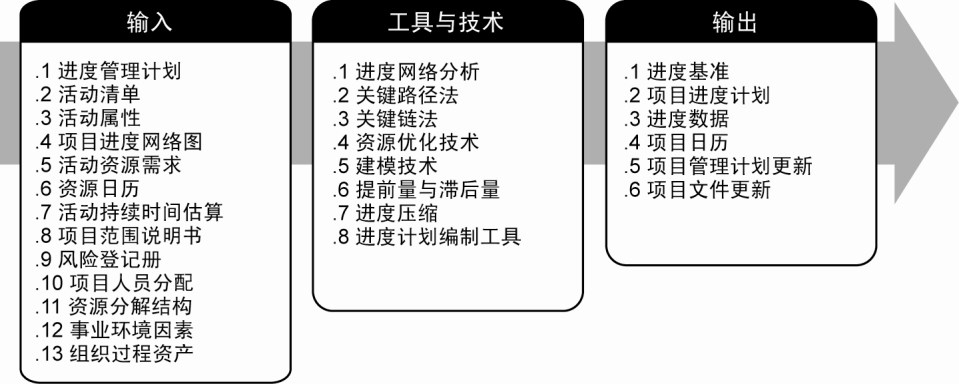 输入
.1 进度管理计划
.2 活动清单
.3 活动属性
.4 项目进度网络图
.5 活动资源需求
.6 资源日历
.7 活动持续时间估算
.8 项目范围说明书
.9 风险登记册
.10 项目人员分配
.11 资源分解结构
.12 事业环境因素
.13 组织过程资产
工具与技术
.1 进度网络分析
.2 关键路径法
.3 关键链法
.4 资源优化技术
.5 建模技术
.6 提前量与滞后量
.7 进度压缩
.8 进度计划编制工具
输出
.1 进度基准
.2 项目进度计划
.3 进度数据
.4 项目日历
.5 项目管理计划更新
.6 项目文件更新